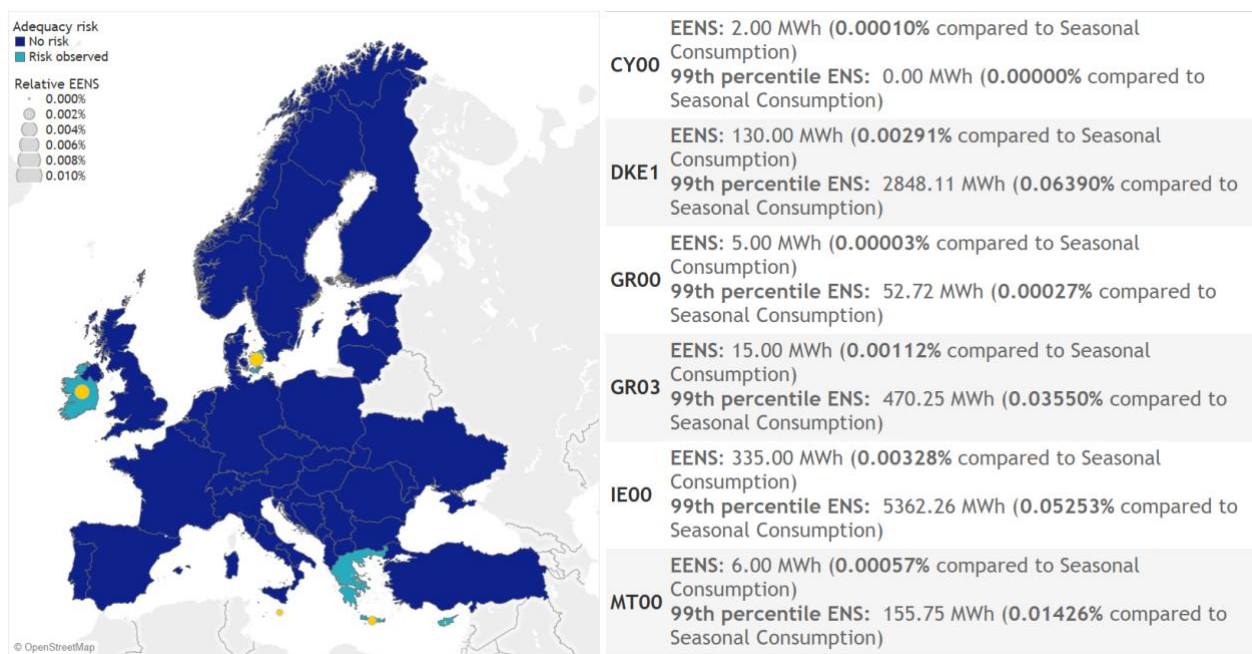 Adequacy risk
No risk
Risk observed
Relative EENS
0.000%
0.002%
0.004%
0.006%
0.008%
0.010%
© OpenStreetMap
CY00
EENS: 2.00 MWh (0.00010% compared to Seasonal
Consumption)
99th percentile ENS: 0.00 MWh (0.00000% compared to
Seasonal Consumption)
DKE1
EENS: 130.00 MWh (0.00291% compared to Seasonal
Consumption)
99th percentile ENS: 2848.11 MWh (0.06390% compared to
Seasonal Consumption)
GR00
EENS: 5.00 MWh (0.00003% compared to Seasonal
Consumption)
99th percentile ENS: 52.72 MWh (0.00027% compared to
Seasonal Consumption)
GR03
EENS: 15.00 MWh (0.00112% compared to Seasonal
Consumption)
99th percentile ENS: 470.25 MWh (0.03550% compared to
Seasonal Consumption)
IE00
EENS: 335.00 MWh (0.00328% compared to Seasonal
Consumption)
99th percentile ENS: 5362.26 MWh (0.05253% compared to
Seasonal Consumption)
MT00
EENS: 6.00 MWh (0.00057% compared to Seasonal
Consumption)
99th percentile ENS: 155.75 MWh (0.01426% compared to
Seasonal Consumption)